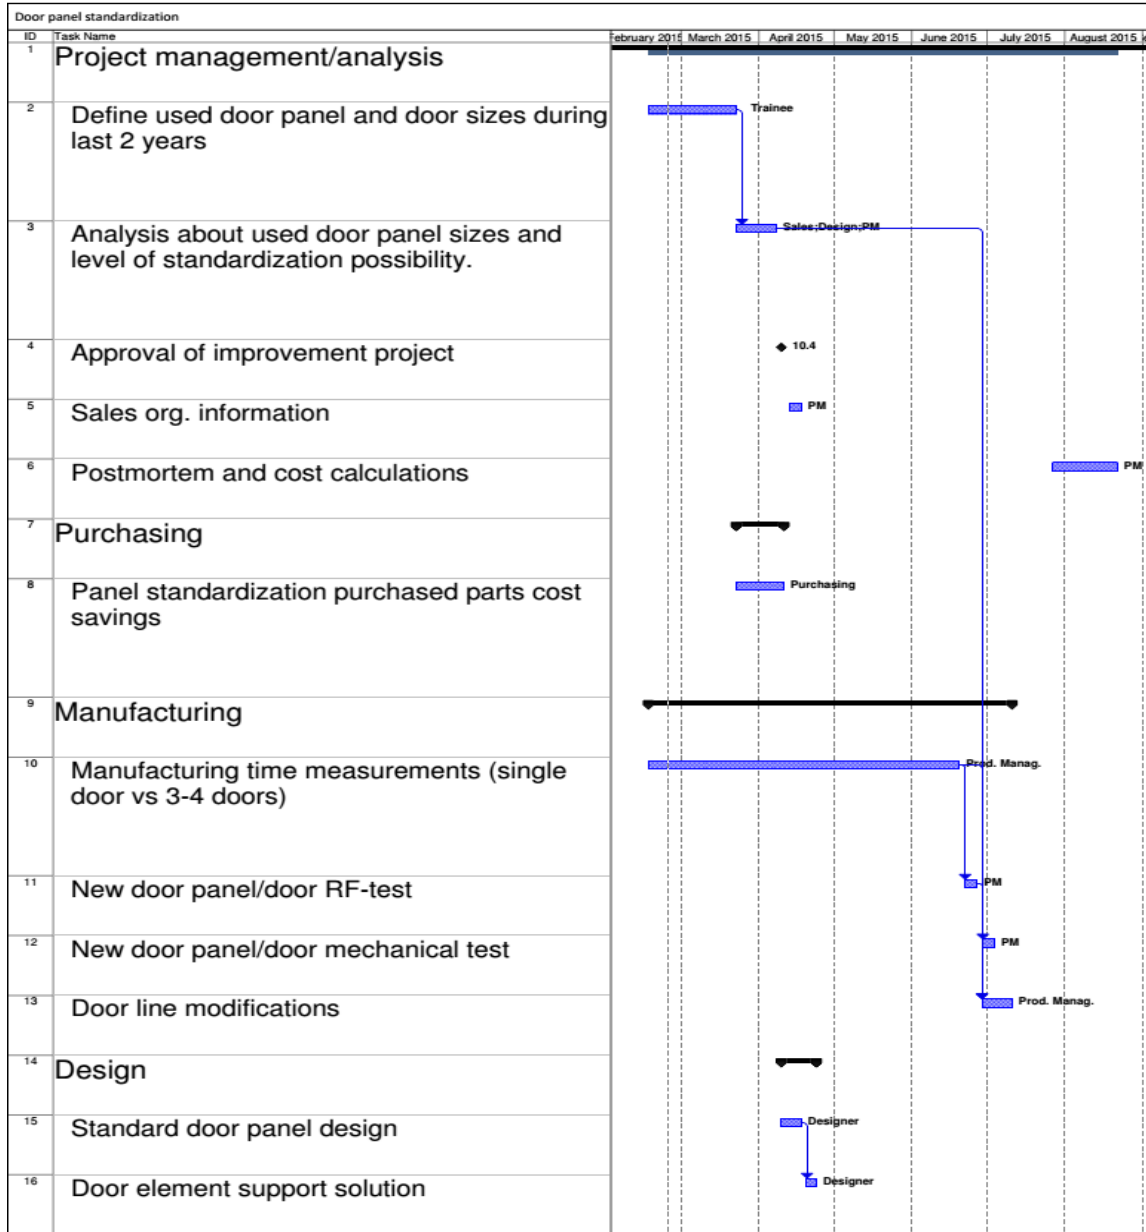 Door panel standardization
ID Task Name February 2015 March 2015 April 2015 May 2015 June 2015 July 2015 August 2015
1 Project management/analysis
2 Define used door panel and door sizes during Trainee
last 2 years
3 Analysis about used door panel sizes and Sales;Design;PM
level of standardization possibility.
4 Approval of improvement project 10.4
5 Sales org. information PM
6 Postmortem and cost calculations PM
7 Purchasing
8 Panel standardization purchased parts cost Purchasing
savings
9 Manufacturing
10 Manufacturing time measurements (single Prod. Manag.
door vs 3-4 doors)
11 New door panel/door RF-test PM
12 New door panel/door mechanical test PM
13 Door line modifications Prod. Manag.
14 Design
15 Standard door panel design Designer
16 Door element support solution Designer